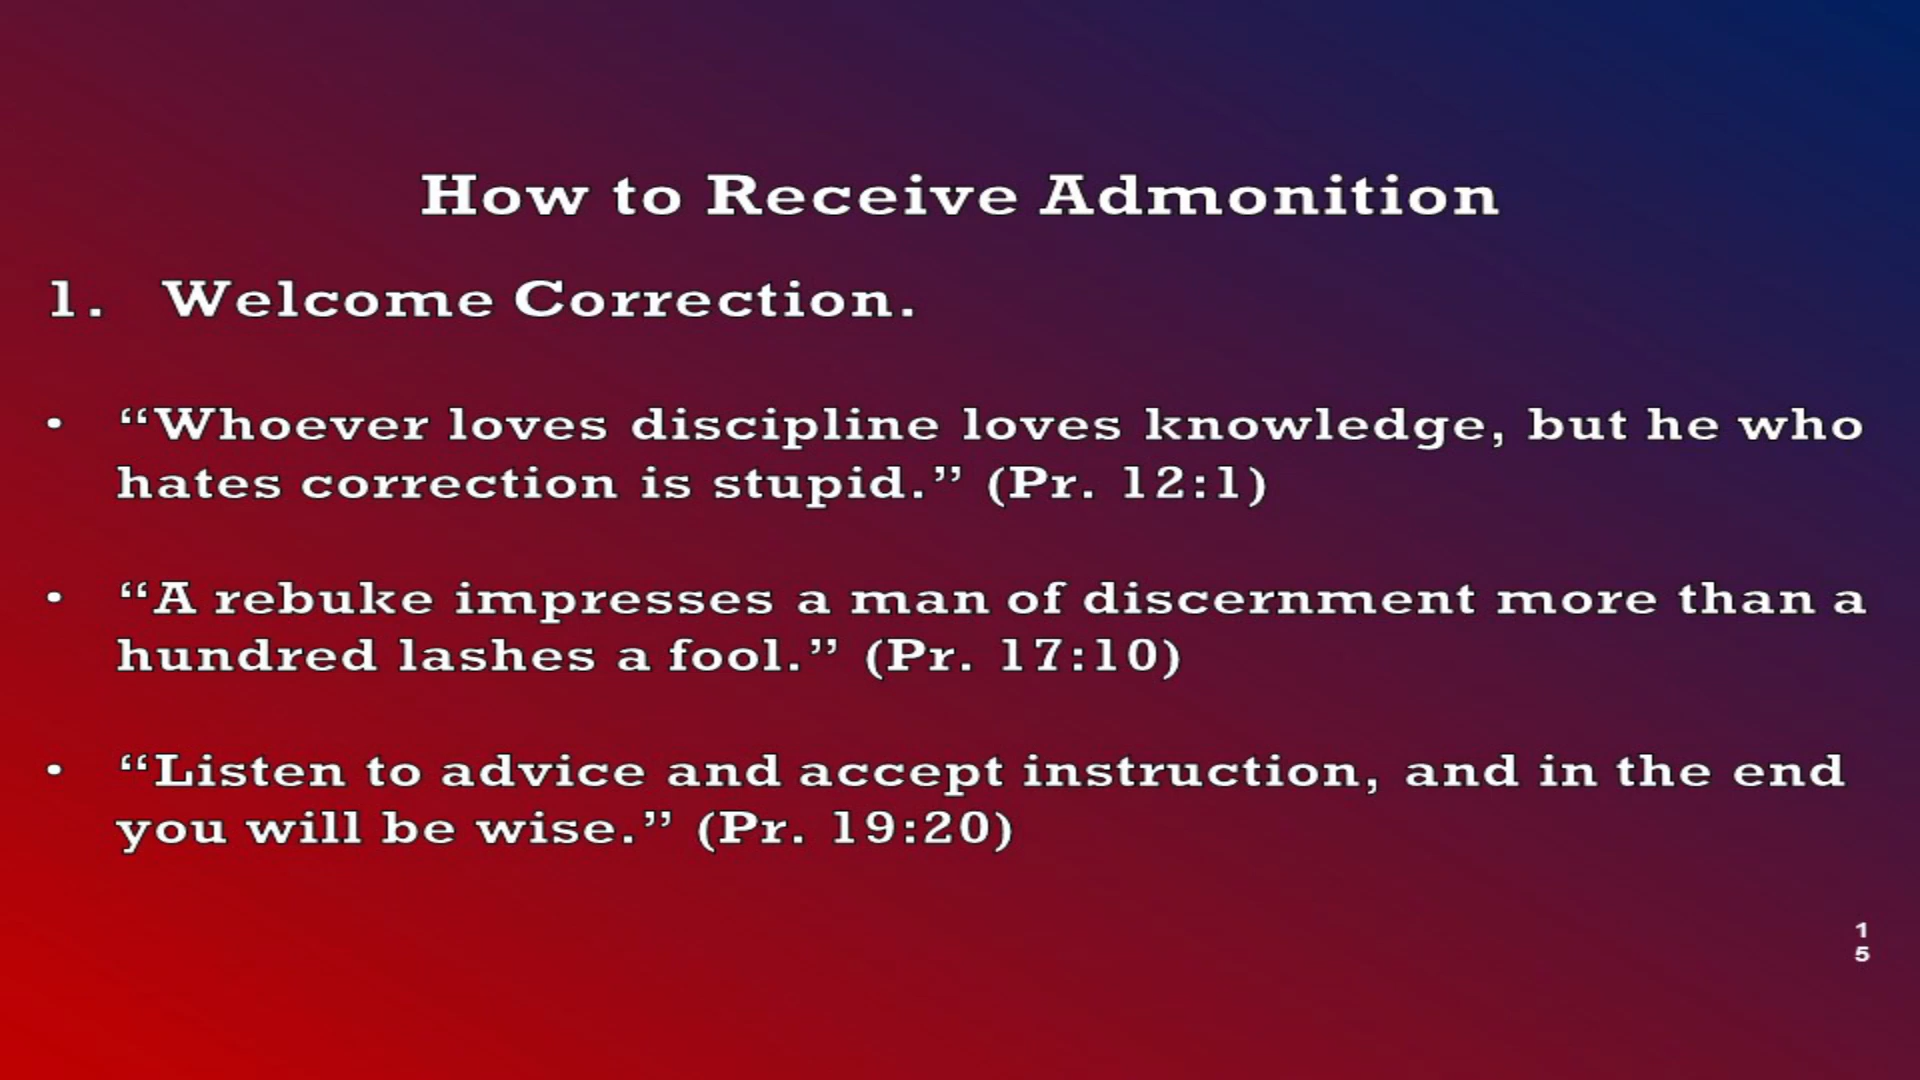 How to Receive Admonition
1. Welcome Correction.
• “Whoever loves discipline loves knowledge, but he who
hates correction is stupid.” (Pr. 12:1)
• “A rebuke impresses a man of discernment more than a
hundred lashes a fool.” (Pr. 17:10)
• “Listen to advice and accept instruction, and in the end
you will be wise.” (Pr. 19:20)
1
5